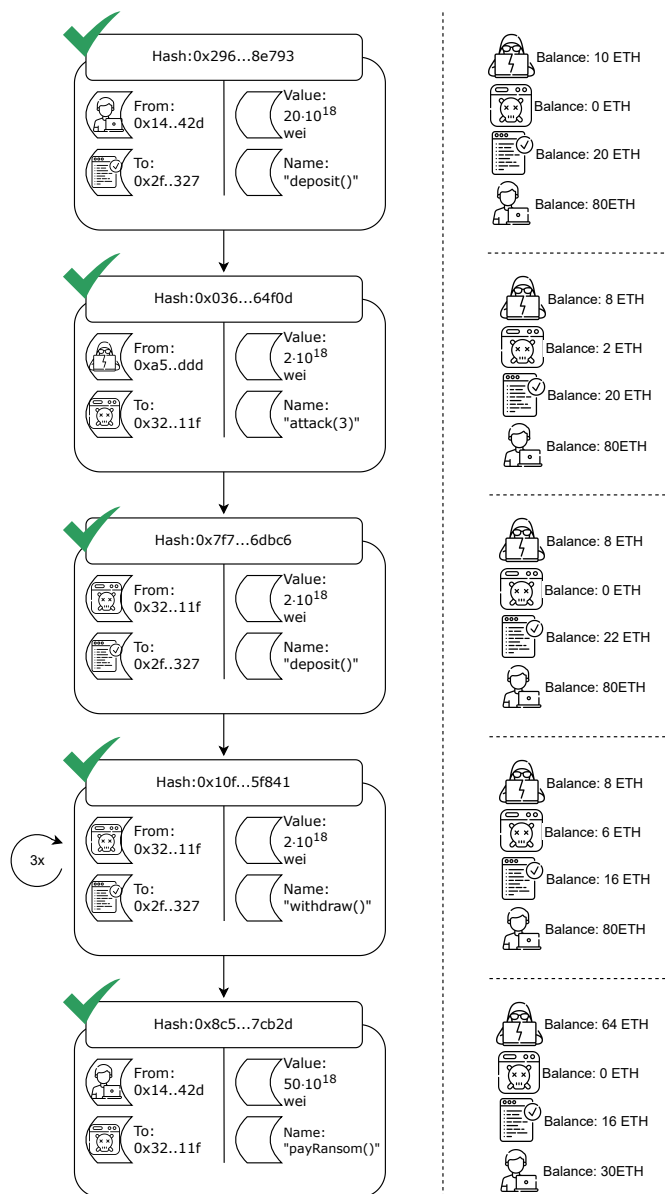 Hash:0x296...8e793
From:
0x14..42d
Value:
20·10^18
wei
To:
0x2f..327
Name:
"deposit()"
Balance: 10 ETH
Balance: 0 ETH
Balance: 20 ETH
Balance: 80ETH
Hash:0x036...64f0d
From:
0xa5..ddd
Value:
2·10^18
wei
To:
0x32..11f
Name:
"attack(3)"
Balance: 8 ETH
Balance: 2 ETH
Balance: 20 ETH
Balance: 80ETH
Hash:0x7f7...6dbc6
From:
0x32..11f
Value:
2·10^18
wei
To:
0x2f..327
Name:
"deposit()"
Balance: 8 ETH
Balance: 0 ETH
Balance: 22 ETH
Balance: 80ETH
3x
Hash:0x10f...5f841
From:
0x32..11f
Value:
2·10^18
wei
To:
0x2f..327
Name:
"withdraw()"
Balance: 8 ETH
Balance: 6 ETH
Balance: 16 ETH
Balance: 80ETH
Hash:0x8c5...7cb2d
From:
0x14..42d
Value:
50·10^18
wei
To:
0x32..11f
Name:
"payRansom()"
Balance: 64 ETH
Balance: 0 ETH
Balance: 16 ETH
Balance: 30ETH